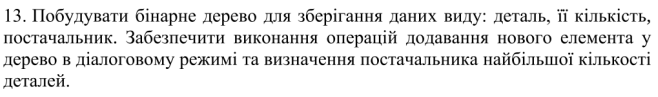 13. Побудувати бінарне дерево для зберігання даних виду: деталь, її кількість,
постачальник. Забезпечити виконання операцій додавання нового елемента у
дерево в діалоговому режимі та визначення постачальника найбільшої кількості
деталей.